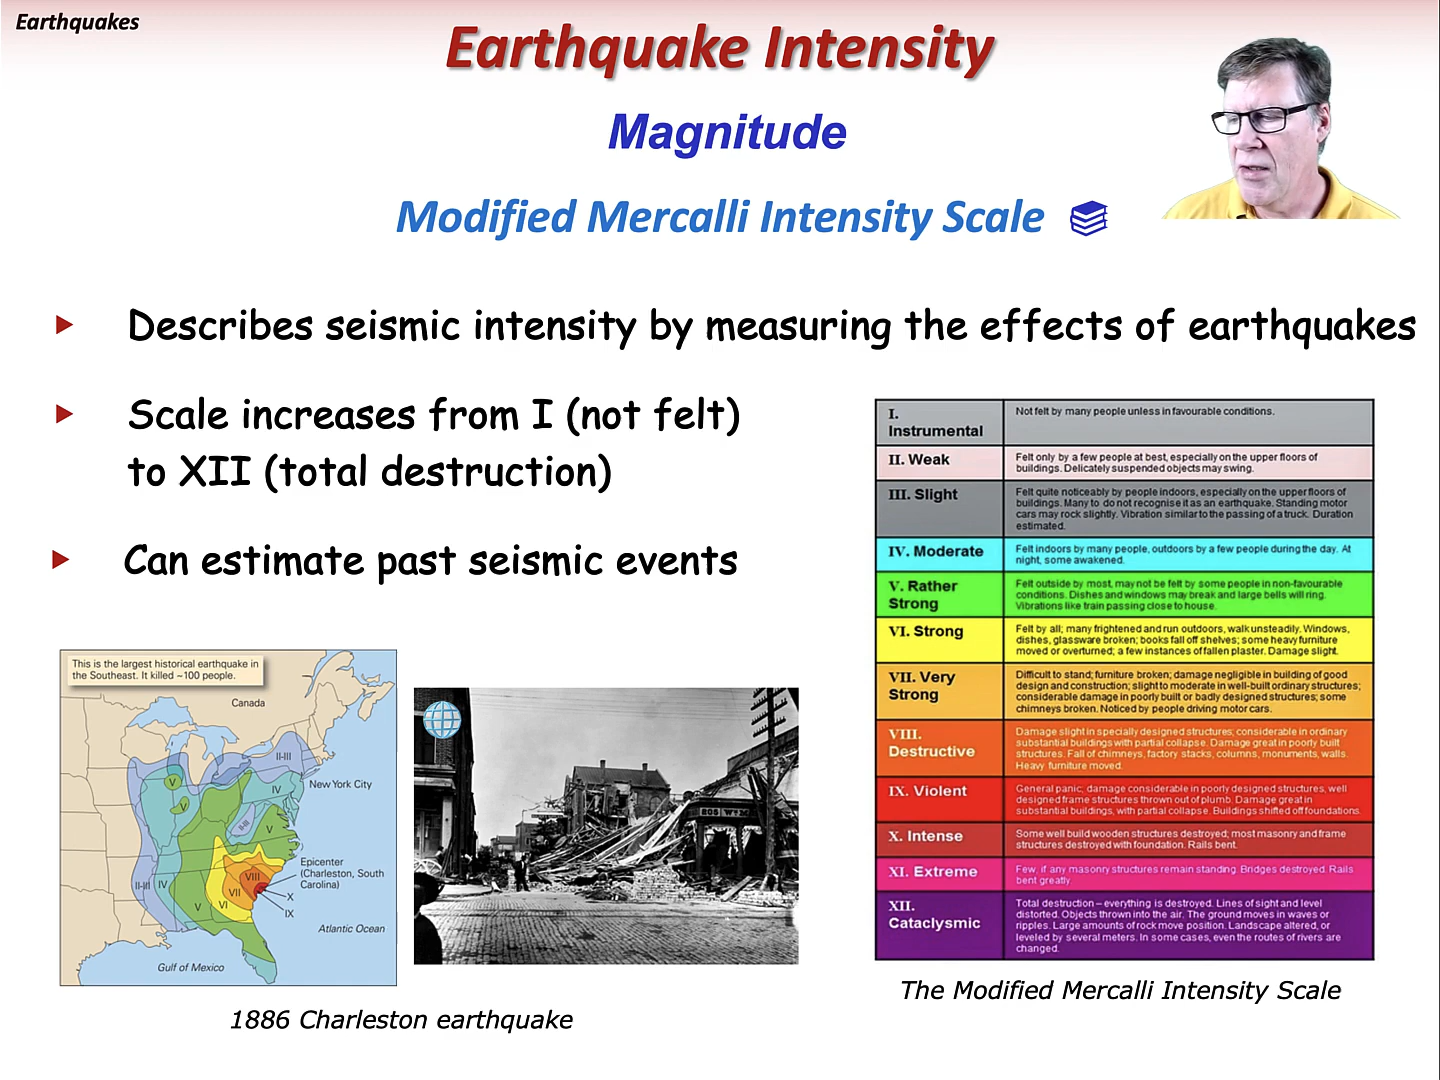 Earthquakes
Earthquake Intensity
Magnitude
Modified Mercalli Intensity Scale
Describes seismic intensity by measuring the effects of earthquakes
Scale increases from I (not felt)
to XII (total destruction)
Can estimate past seismic events
This is the largest historical earthquake in
the Southeast. It killed ~100 people.
Canada
II-III
New York City
IV
V
V
II-II
V
Epicenter
(Charleston, South
Carolina)
VIII
II-III
IV
VII
X
V
VI
IX
Atlantic Ocean
Gulf of Mexico
1886 Charleston earthquake
I.
Instrumental
Not felt by many people unless in favourable conditions.
II. Weak
Felt only by a few people at best, especially on the upper floors of
buildings. Delicately suspended objects may swing.
III. Slight
Felt quite noticeably by people indoors, especially on the upper floors of
buildings. Many to do not recognise it as an earthquake. Standing motor
cars may rock slightly. Vibration similar to the passing of a truck. Duration
estimated.
IV. Moderate
Felt indoors by many people, outdoors by a few people during the day. At
night, some awakened.
V. Rather
Strong
Felt outside by most, may not be felt by some people in non-favourable
conditions. Dishes and windows may break and large bells will ring.
Vibrations like train passing close to house.
VI. Strong
Felt by all; many frightened and run outdoors, walk unsteadily. Windows,
dishes, glassware broken; books fall off shelves; some heavy furniture
moved or overturned; a few instances of fallen plaster. Damage slight.
VII. Very
Strong
Difficult to stand; furniture broken; damage negligible in building of good
design and construction; slight to moderate in well-built ordinary structures;
considerable damage in poorly built or badly designed structures; some
chimneys broken. Noticed by people driving motor cars.
VIII.
Destructive
Damage slight in specially designed structures; considerable in ordinary
substantial buildings with partial collapse. Damage great in poorly built
structures. Fall of chimneys, factory stacks, columns, monuments, walls.
Heavy furniture moved.
IX. Violent
General panic; damage considerable in poorly designed structures, well
designed frame structures thrown out of plumb. Damage great in
substantial buildings, with partial collapse. Buildings shifted off foundations.
X. Intense
Some well build wooden structures destroyed; most masonry and frame
structures destroyed with foundation. Rails bent.
XI. Extreme
Few, if any masonry structures remain standing. Bridges destroyed. Rails
bent greatly.
XII.
Cataclysmic
Total destruction – everything is destroyed. Lines of sight and level
distorted. Objects thrown into the air. The ground moves in waves or
ripples. Large amounts of rock move position. Landscape altered, or
leveled by several meters. In some cases, even the routes of rivers are
changed.
The Modified Mercalli Intensity Scale